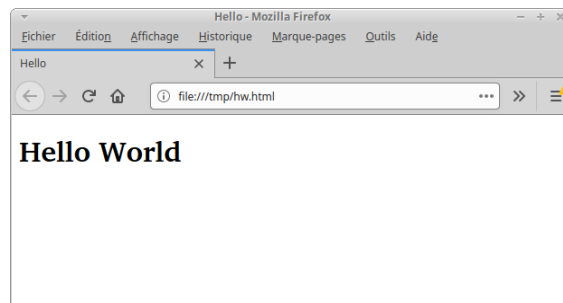 Hello - Mozilla Firefox
Fichier Édition Affichage Historique Marque-pages Outils Aide
Hello
file:///tmp/hw.html
Hello World